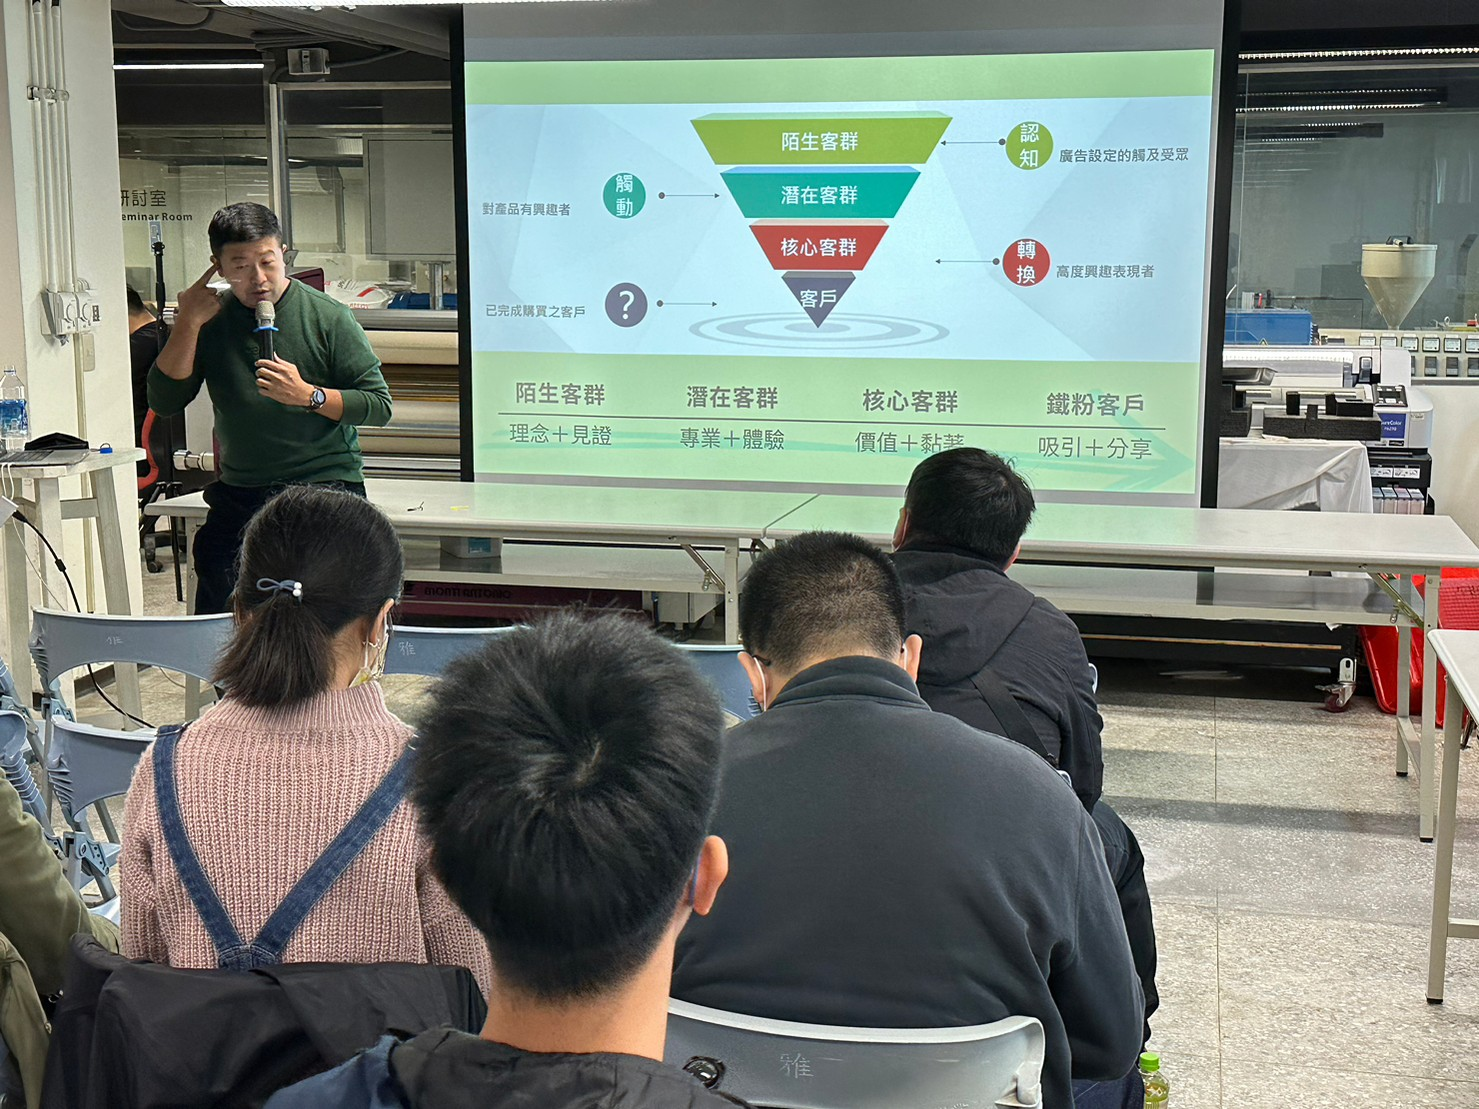 研討室
eminar Room
陌生客群
認知
廣告設定的觸及受眾
觸動
對產品有興趣者
潛在客群
核心客群
轉換
高度興趣表現者
?
已完成購買之客戶
客戶
陌生客群 潛在客群 核心客群 鐵粉客戶
理念+見證 專業+體驗 價值+黏著 吸引+分享
雅
雅